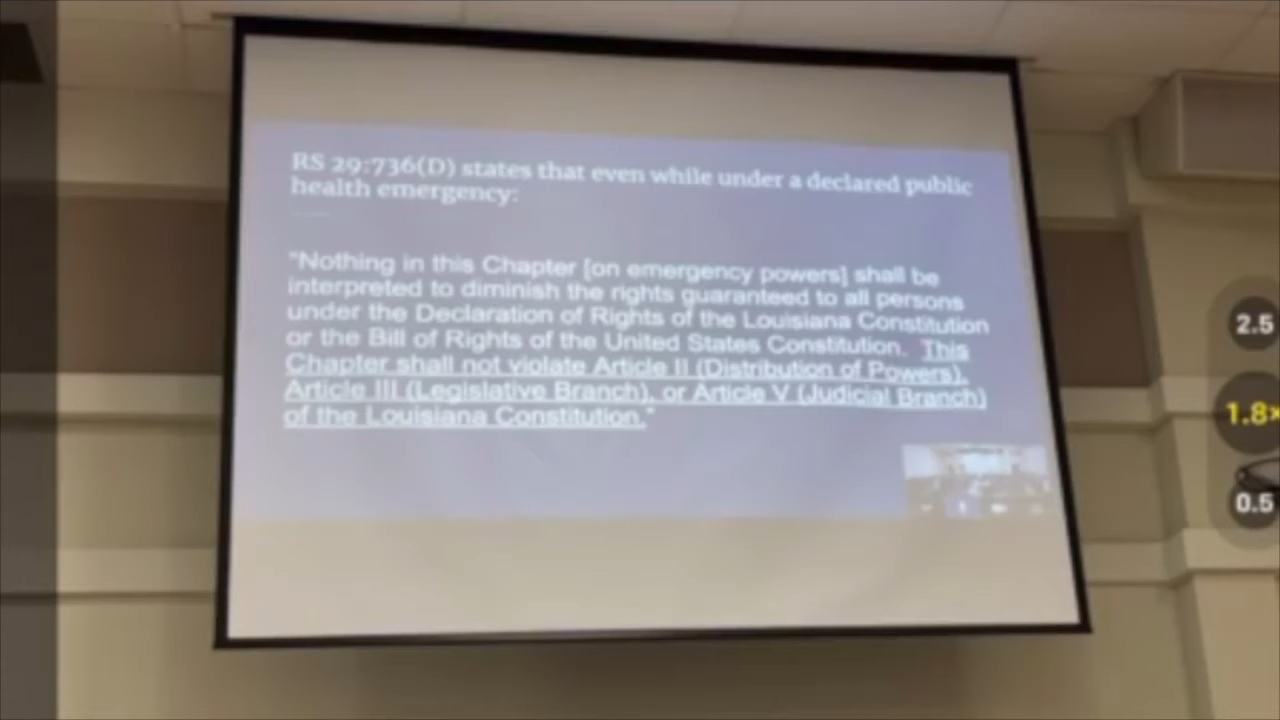 RS 29:736(D) states that even while under a declared public
health emergency:
"Nothing in this Chapter [on emergency powers] shall be
interpreted to diminish the rights guaranteed to all persons
under the Declaration of Rights of the Louisiana Constitution
or the Bill of Rights of the United States Constitution. This
Chapter shall not violate Article II (Distribution of Powers),
Article III (Legislative Branch), or Article V (Judicial Branch)
of the Louisiana Constitution."
2.5
1.8×
0.5